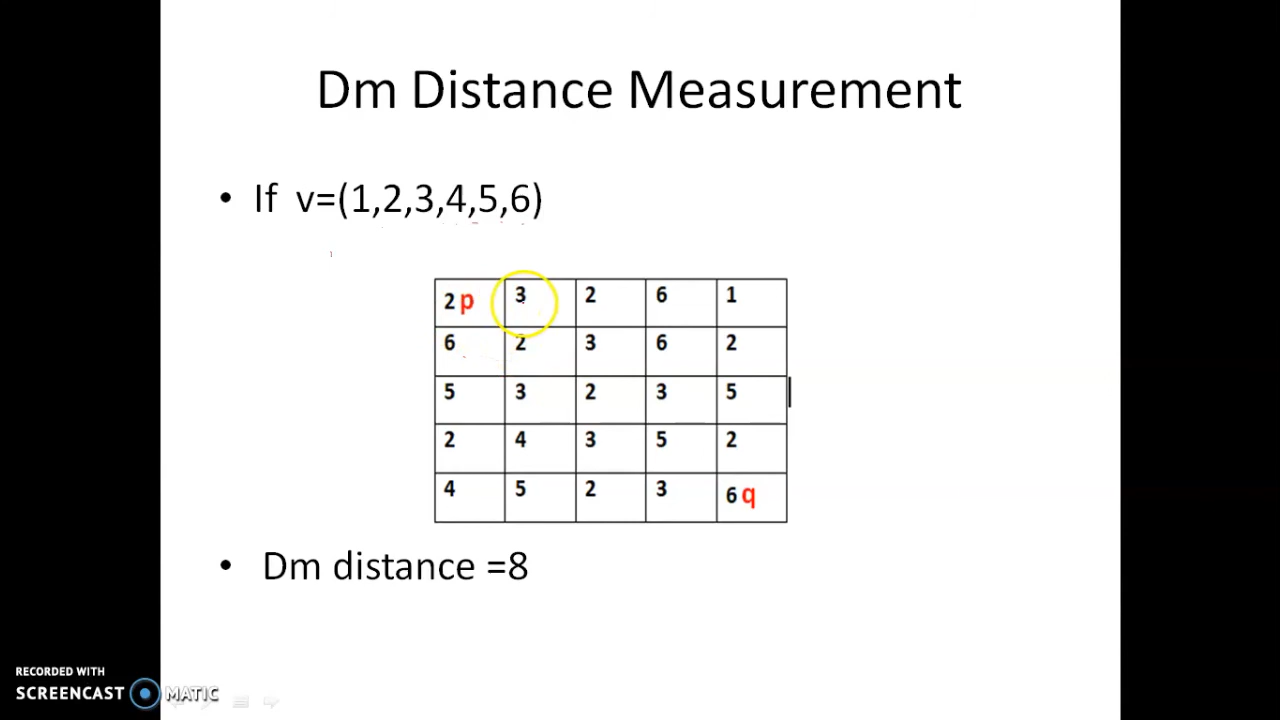 Dm Distance Measurement
• If v=(1,2,3,4,5,6)
2 p 3 2 6 1
6 2 3 6 2
5 3 2 3 5
2 4 3 5 2
4 5 2 3 6 q
• Dm distance =8
RECORDED WITH
SCREENCAST MATIC